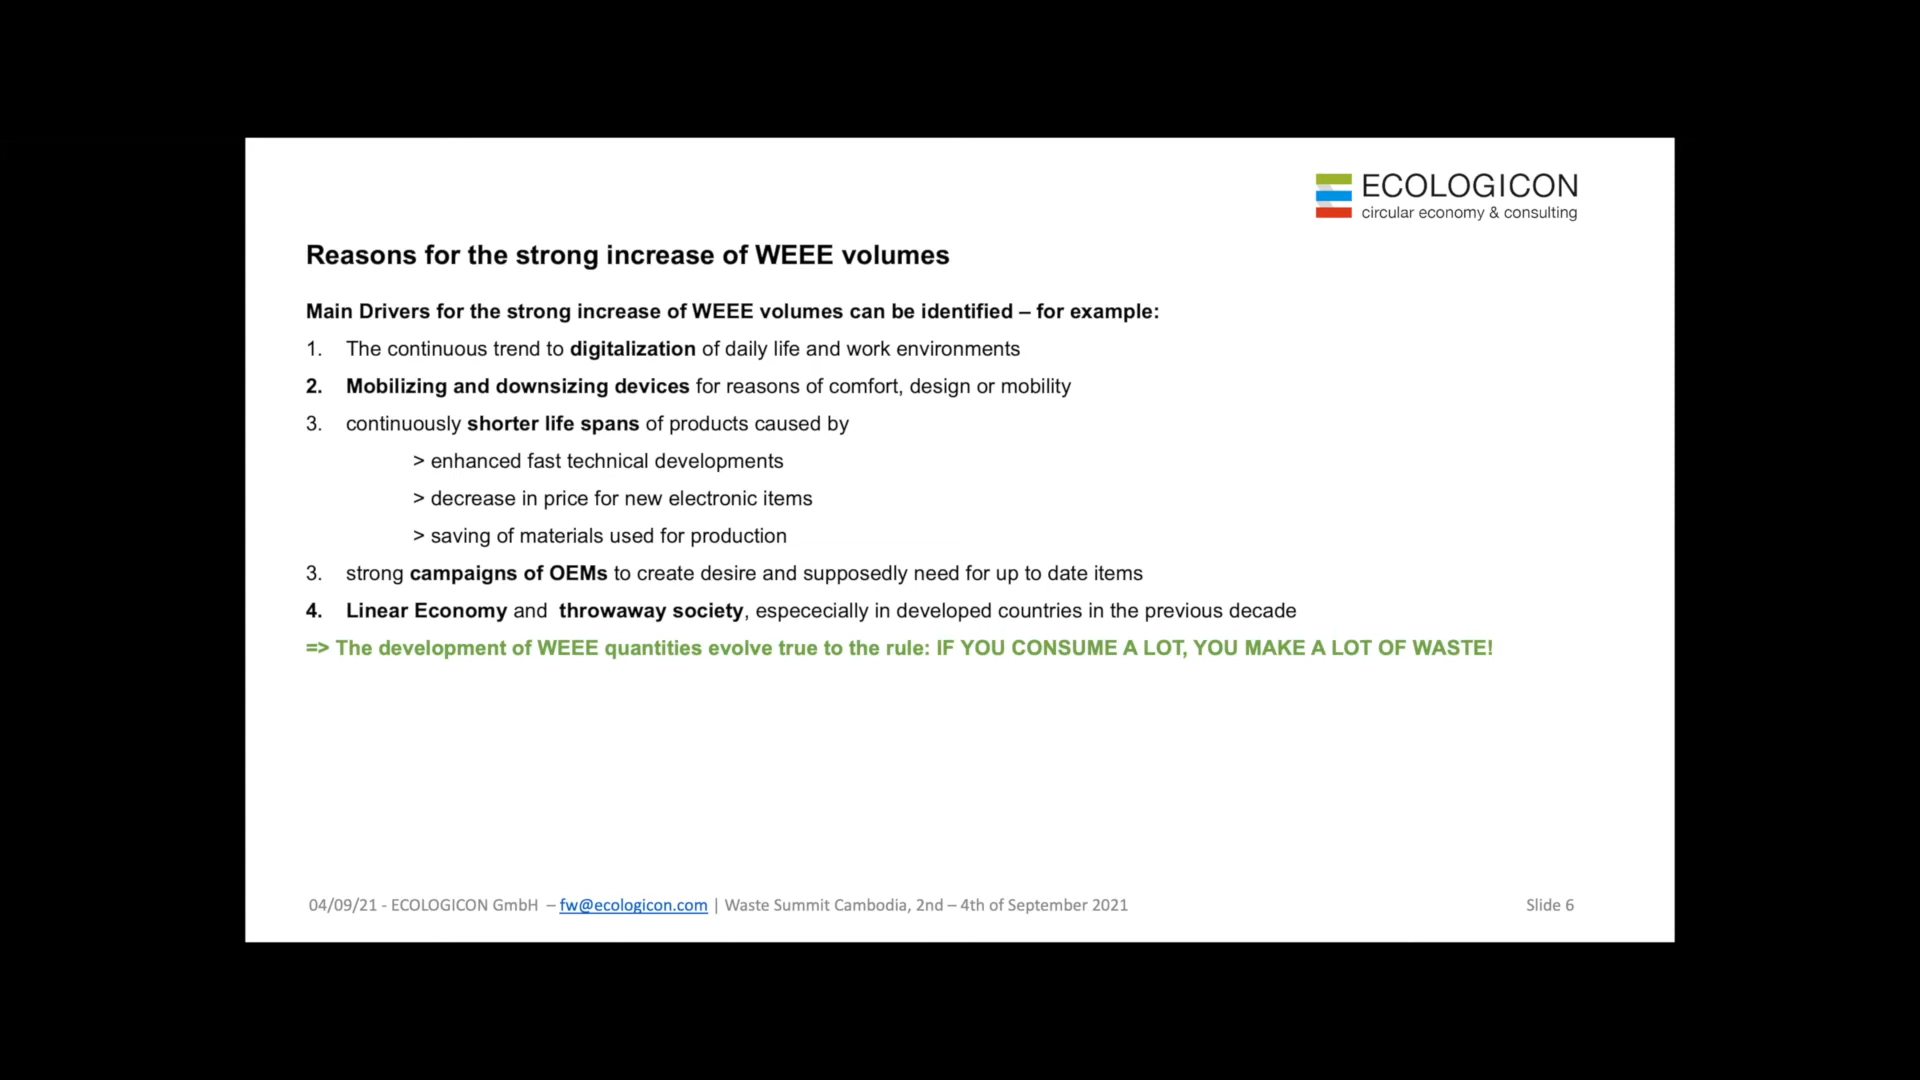 ECOLOGICON
circular economy & consulting
Reasons for the strong increase of WEEE volumes
Main Drivers for the strong increase of WEEE volumes can be identified – for example:
1. The continuous trend to digitalization of daily life and work environments
2. Mobilizing and downsizing devices for reasons of comfort, design or mobility
3. continuously shorter life spans of products caused by
> enhanced fast technical developments
> decrease in price for new electronic items
> saving of materials used for production
3. strong campaigns of OEMs to create desire and supposedly need for up to date items
4. Linear Economy and throwaway society, espececially in developed countries in the previous decade
=> The development of WEEE quantities evolve true to the rule: IF YOU CONSUME A LOT, YOU MAKE A LOT OF WASTE!
04/09/21 - ECOLOGICON GmbH – fw@ecologicon.com | Waste Summit Cambodia, 2nd – 4th of September 2021
Slide 6